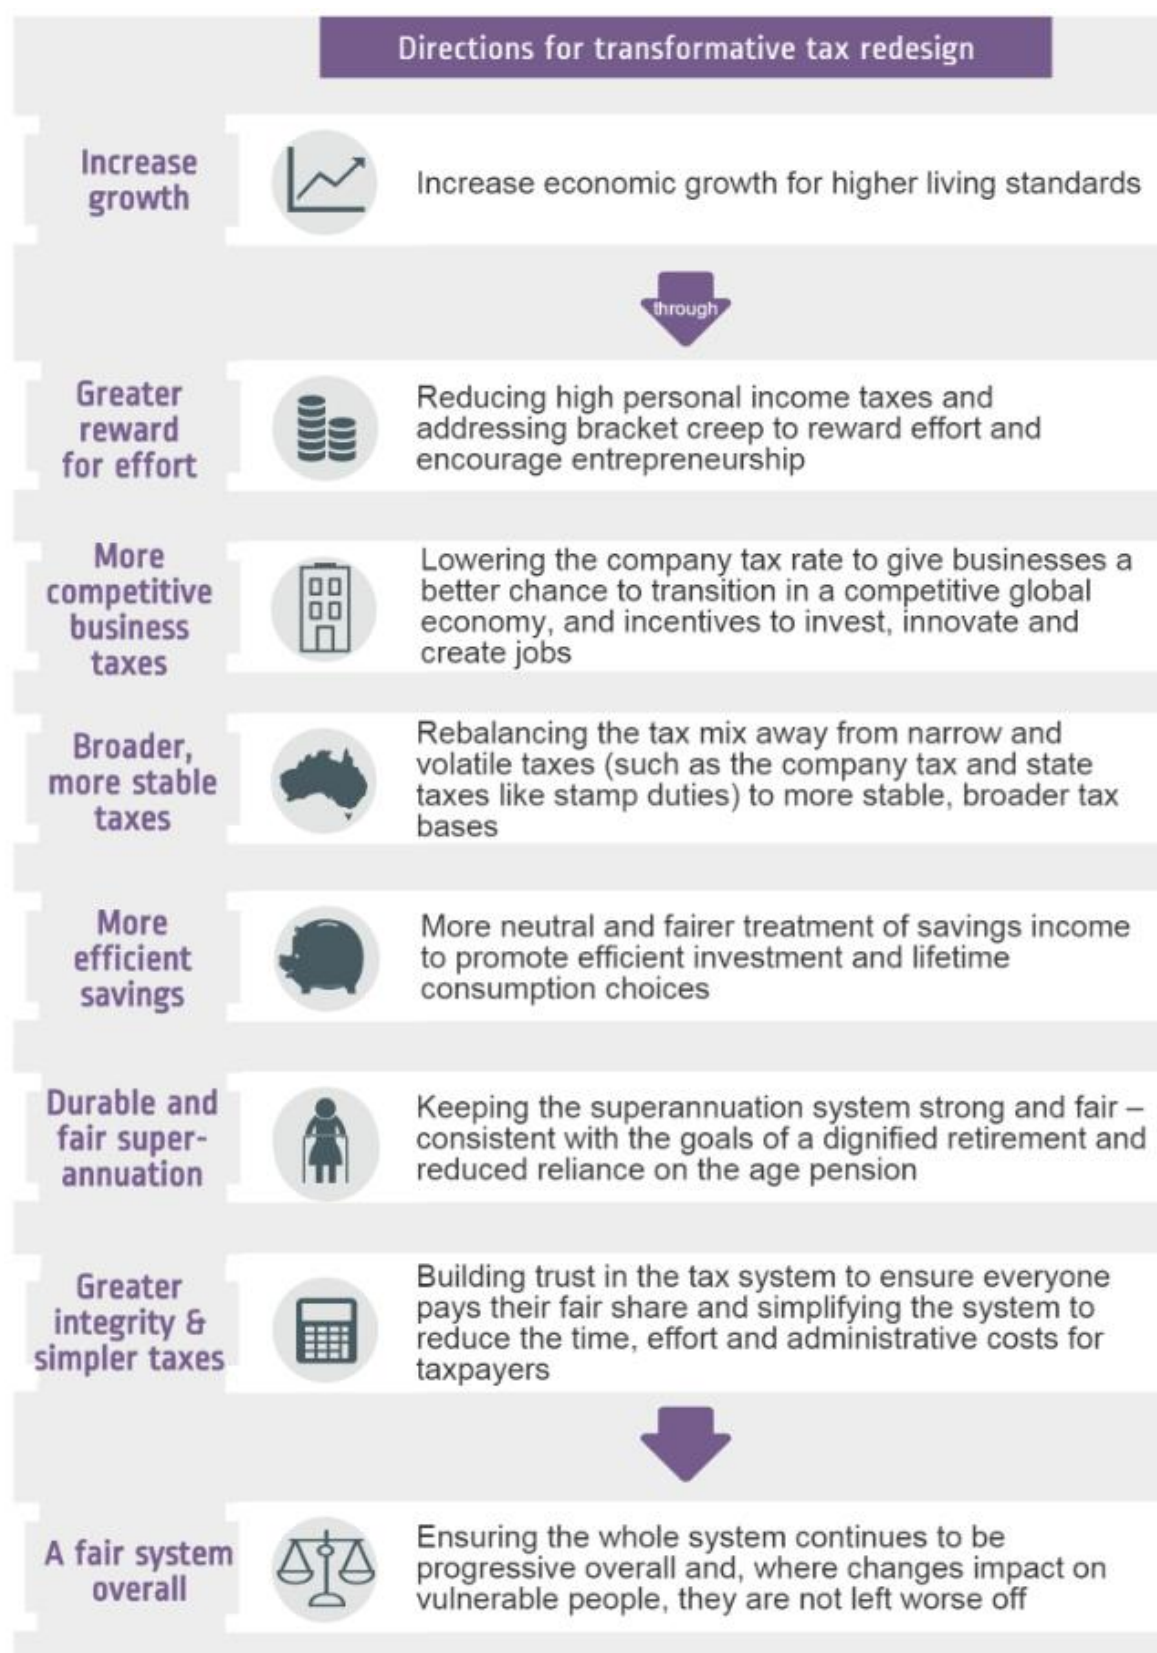 Directions for transformative tax redesign
Increase
growth
Increase economic growth for higher living standards
through
Greater
reward
for effort
Reducing high personal income taxes and
addressing bracket creep to reward effort and
encourage entrepreneurship
More
competitive
business
taxes
Lowering the company tax rate to give businesses a
better chance to transition in a competitive global
economy, and incentives to invest, innovate and
create jobs
Broader,
more stable
taxes
Rebalancing the tax mix away from narrow and
volatile taxes (such as the company tax and state
taxes like stamp duties) to more stable, broader tax
bases
More
efficient
savings
More neutral and fairer treatment of savings income
to promote efficient investment and lifetime
consumption choices
Durable and
fair super-
annuation
Keeping the superannuation system strong and fair –
consistent with the goals of a dignified retirement and
reduced reliance on the age pension
Greater
integrity &
simpler taxes
Building trust in the tax system to ensure everyone
pays their fair share and simplifying the system to
reduce the time, effort and administrative costs for
taxpayers
A fair system
overall
Ensuring the whole system continues to be
progressive overall and, where changes impact on
vulnerable people, they are not left worse off